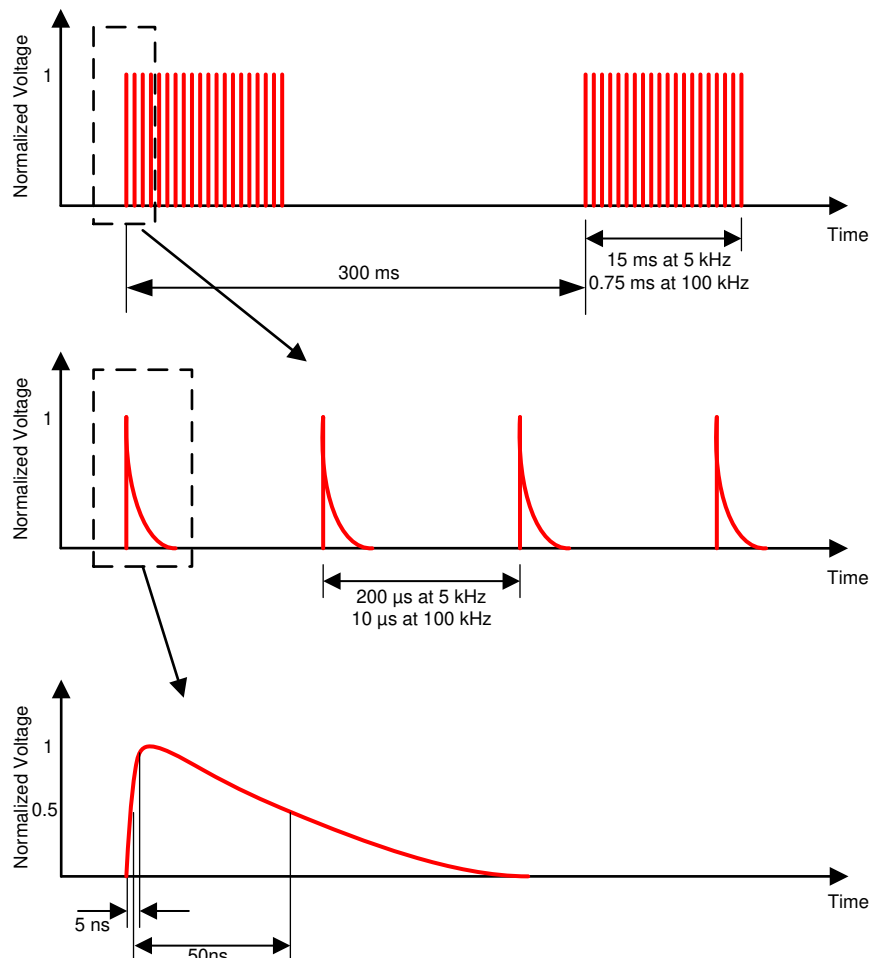 Normalized Voltage
1
Time
15 ms at 5 kHz
0.75 ms at 100 kHz
300 ms
Normalized Voltage
1
Time
200 µs at 5 kHz
10 µs at 100 kHz
Normalized Voltage
1
0.5
Time
5 ns
50ns